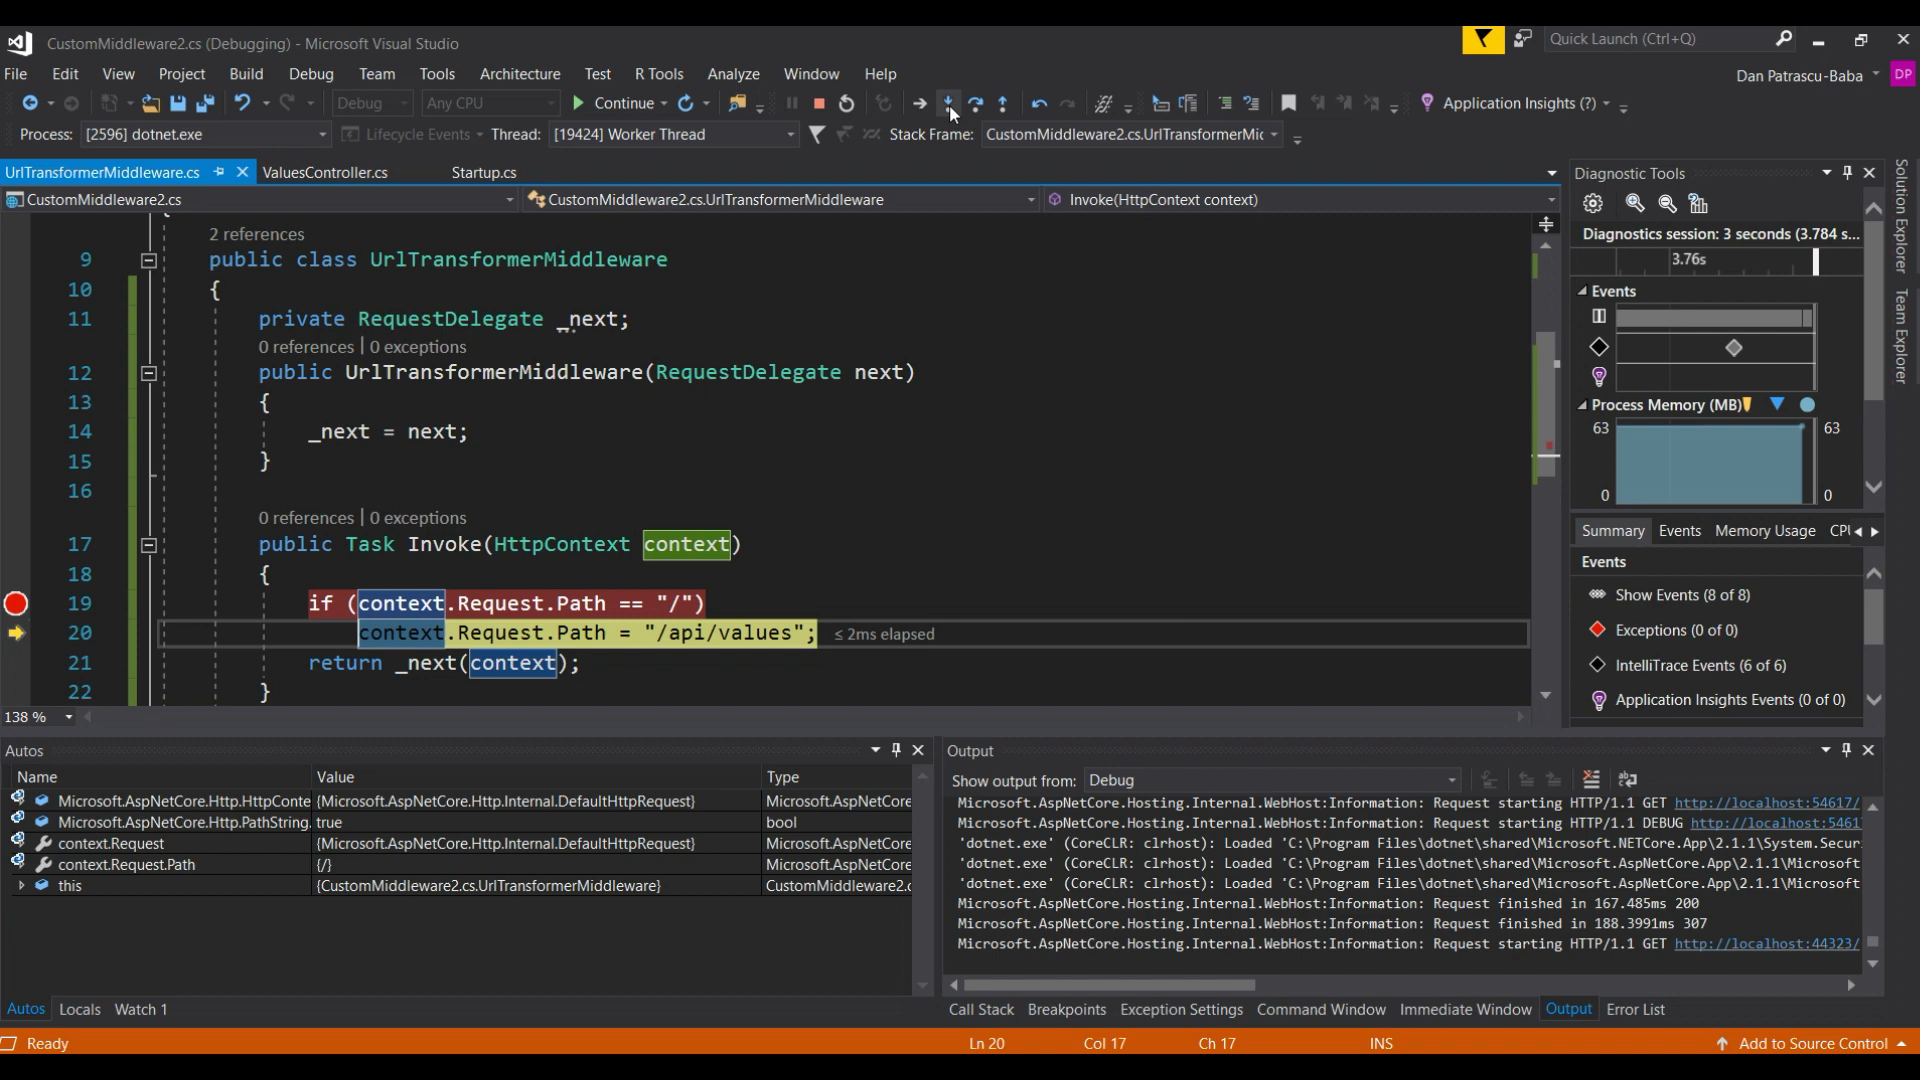 CustomMiddleware2.cs (Debugging) - Microsoft Visual Studio
Quick Launch (Ctrl+Q)
File Edit View Project Build Debug Team Tools Architecture Test R Tools Analyze Window Help
Dan Patrascu-Baba DP
Debug Any CPU Continue Application Insights (?)
Process: [2596] dotnet.exe Lifecycle Events Thread: [19424] Worker Thread Stack Frame: CustomMiddleware2.cs.UrlTransformerMic
UrlTransformerMiddleware.cs ValuesController.cs Startup.cs
CustomMiddleware2.cs CustomMiddleware2.cs.UrlTransformerMiddleware Invoke(HttpContext context)
2 references
9 public class UrlTransformerMiddleware
10 {
11 private RequestDelegate _next;
0 references | 0 exceptions
12 public UrlTransformerMiddleware(RequestDelegate next)
13 {
14 _next = next;
15 }
16
0 references | 0 exceptions
17 public Task Invoke(HttpContext context)
18 {
19 if (context.Request.Path == "/")
20 context.Request.Path = "/api/values"; ≤ 2ms elapsed
21 return _next(context);
22 }
138 %
Diagnostic Tools
Diagnostics session: 3 seconds (3.784 s...
3.76s
Events
Process Memory (MB)
63 63
0 0
Summary Events Memory Usage CPU
Events
Show Events (8 of 8)
Exceptions (0 of 0)
IntelliTrace Events (6 of 6)
Application Insights Events (0 of 0)
Solution Explorer
Team Explorer
Autos
Name Value Type
Microsoft.AspNetCore.Http.HttpConte {Microsoft.AspNetCore.Http.Internal.DefaultHttpRequest} Microsoft.AspNetCore
Microsoft.AspNetCore.Http.PathString. true bool
context.Request {Microsoft.AspNetCore.Http.Internal.DefaultHttpRequest} Microsoft.AspNetCore
context.Request.Path {/} Microsoft.AspNetCore
this {CustomMiddleware2.cs.UrlTransformerMiddleware} CustomMiddleware2.c
Autos Locals Watch 1
Output
Show output from: Debug
Microsoft.AspNetCore.Hosting.Internal.WebHost:Information: Request starting HTTP/1.1 GET http://localhost:54617/
Microsoft.AspNetCore.Hosting.Internal.WebHost:Information: Request starting HTTP/1.1 DEBUG http://localhost:5461
'dotnet.exe' (CoreCLR: clrhost): Loaded 'C:\Program Files\dotnet\shared\Microsoft.NETCore.App\2.1.1\System.Secur
'dotnet.exe' (CoreCLR: clrhost): Loaded 'C:\Program Files\dotnet\shared\Microsoft.AspNetCore.App\2.1.1\Microsoft
'dotnet.exe' (CoreCLR: clrhost): Loaded 'C:\Program Files\dotnet\shared\Microsoft.AspNetCore.App\2.1.1\Microsoft
Microsoft.AspNetCore.Hosting.Internal.WebHost:Information: Request finished in 167.485ms 200
Microsoft.AspNetCore.Hosting.Internal.WebHost:Information: Request finished in 188.3991ms 307
Microsoft.AspNetCore.Hosting.Internal.WebHost:Information: Request starting HTTP/1.1 GET http://localhost:44323/
Call Stack Breakpoints Exception Settings Command Window Immediate Window Output Error List
Ready Ln 20 Col 17 Ch 17 INS Add to Source Control